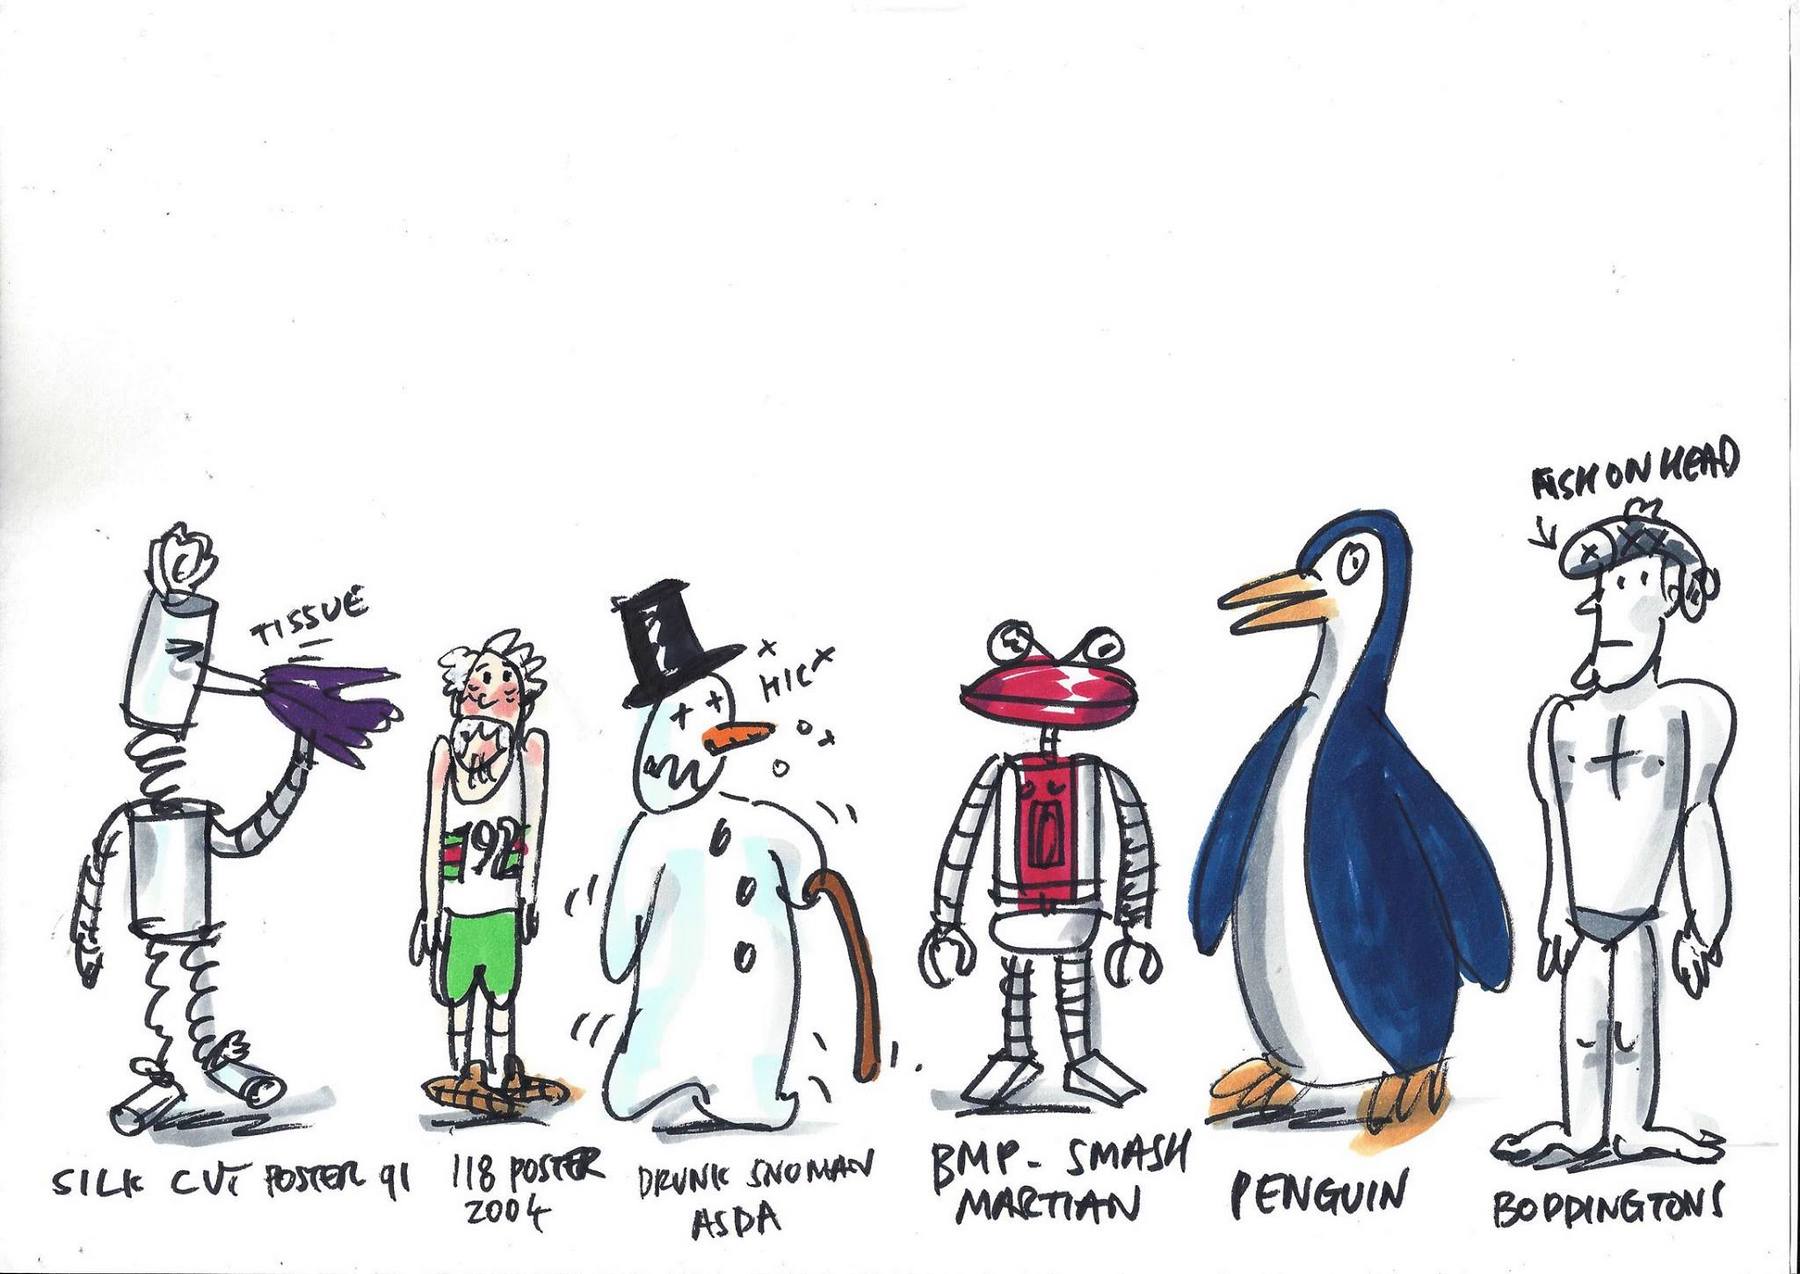 FISH ON HEAD
TISSUE
HIC
192
SILK CUT POSTER 91
118 POSTER
2004
DRUNK SNOMAN
ASDA
BMP - SMASH
MARTIAN
PENGUIN
BODDINGTONS